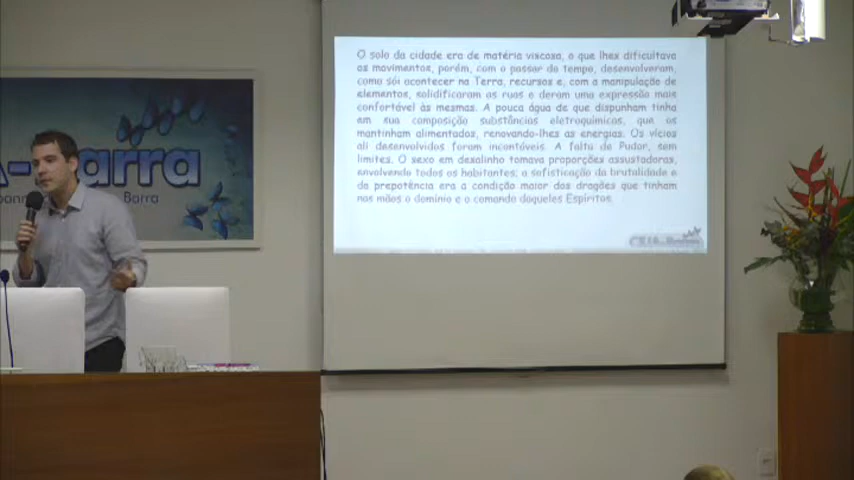 O solo da cidade era de matéria viscosa, o que lhes dificultava
os movimentos, porém, com o passar do tempo, desenvolveram,
como sói acontecer na Terra, recursos e, com a manipulação de
elementos, solidificaram as ruas e deram uma expressão mais
confortável às mesmas. A pouca água de que dispunham tinha
em sua composição substâncias eletroquímicas, que os
mantinham alimentados, renovando-lhes as energias. Os vícios
ali desenvolvidos foram incontáveis. A falta de Pudor, sem
limites. O sexo em desalinho tomava proporções assustadoras,
envolvendo todos os habitantes; a sofisticação da brutalidade e
da prepotência era a condição maior dos dragões que tinham
nas mãos o domínio e o comando daqueles Espíritos.
-Barra
Barra